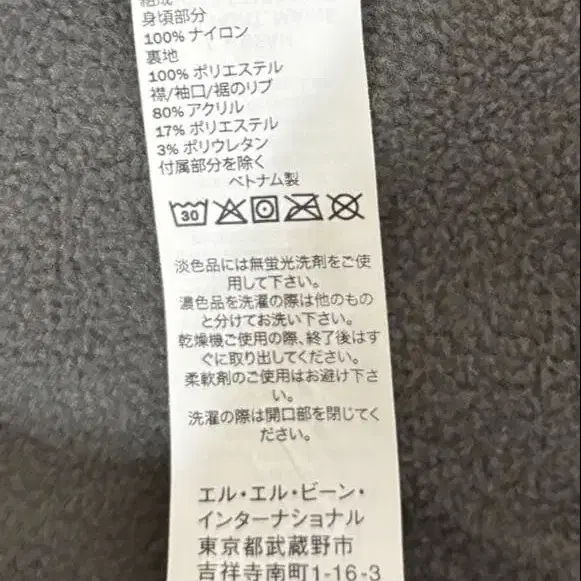 組成
身頃部分
100% ナイロン
裏地
100% ポリエステル
襟/袖口/裾のリブ
80% アクリル
17% ポリエステル
3% ポリウレタン
付属部分を除く
ベトナム製
30
淡色品には無蛍光洗剤をご使
用して下さい。
濃色品を洗濯の際は他のもの
と分けてお洗い下さい。
乾燥機ご使用の際、終了後はす
ぐに取り出してください。
柔軟剤のご使用はお避け下さ
い。
洗濯の際は開口部を閉じてく
ださい。
エル・エル・ビーン・
インターナショナル
東京都武蔵野市
吉祥寺南町1-16-3